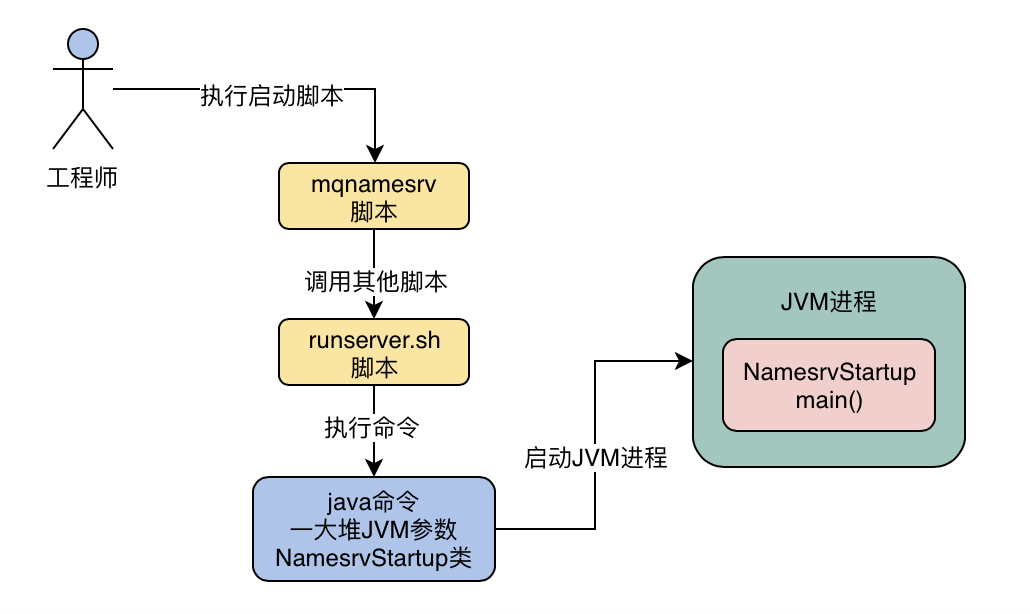 执行启动脚本
工程师
mqnamesrv
脚本
调用其他脚本
runserver.sh
脚本
执行命令
java命令
一大堆JVM参数
NamesrvStartup类
启动JVM进程
JVM进程
NamesrvStartup
main()